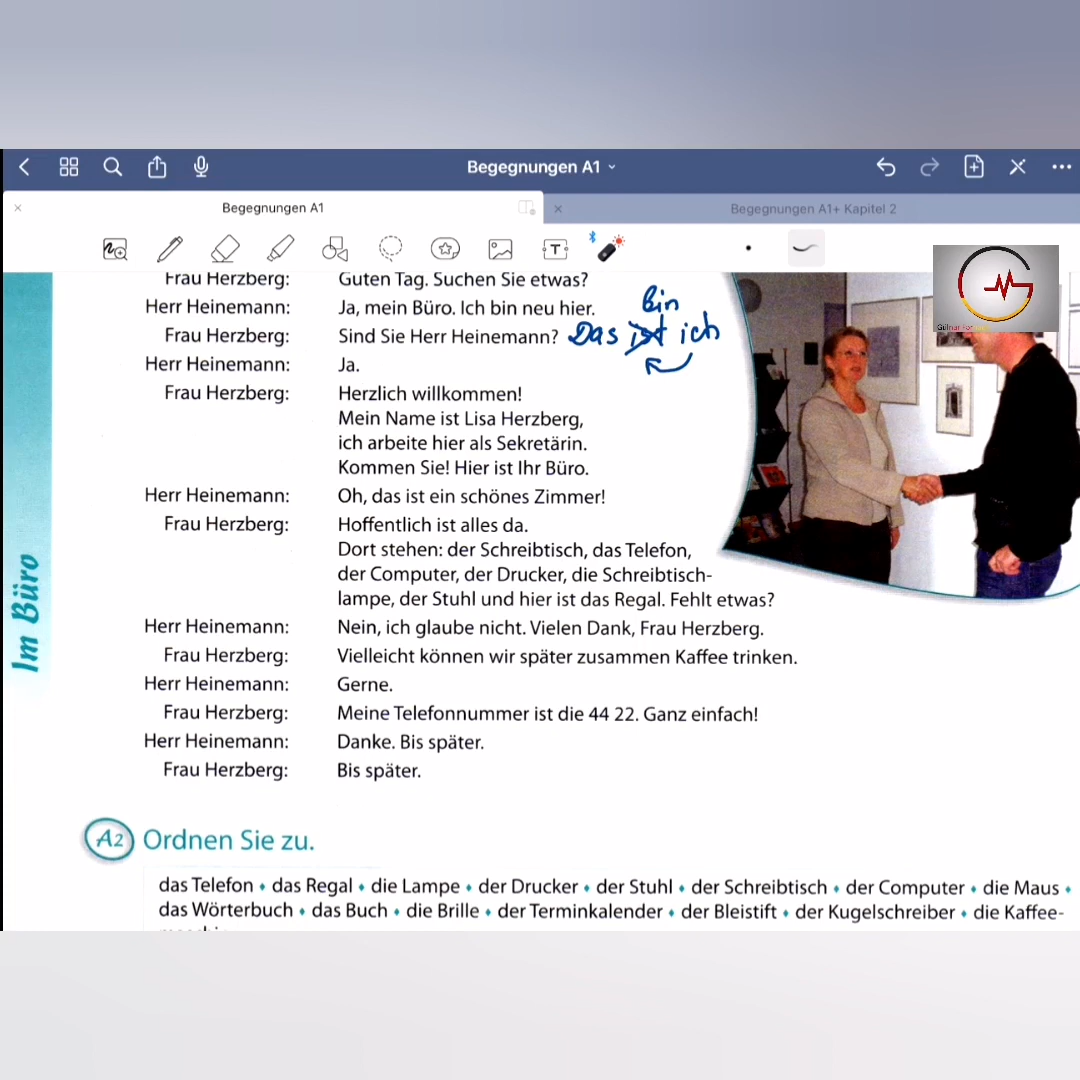 Begegnungen A1
Begegnungen A1
Begegnungen A1+ Kapitel 2
T
Frau Herzberg: Guten Tag. Suchen Sie etwas?
Herr Heinemann: Ja, mein Büro. Ich bin neu hier.
Bin
Frau Herzberg: Sind Sie Herr Heinemann? Das ist ich
Herr Heinemann: Ja.
Frau Herzberg: Herzlich willkommen!
Mein Name ist Lisa Herzberg,
ich arbeite hier als Sekretärin.
Kommen Sie! Hier ist Ihr Büro.
Herr Heinemann: Oh, das ist ein schönes Zimmer!
Frau Herzberg: Hoffentlich ist alles da.
Dort stehen: der Schreibtisch, das Telefon,
der Computer, der Drucker, die Schreibtisch-
lampe, der Stuhl und hier ist das Regal. Fehlt etwas?
Herr Heinemann: Nein, ich glaube nicht. Vielen Dank, Frau Herzberg.
Frau Herzberg: Vielleicht können wir später zusammen Kaffee trinken.
Herr Heinemann: Gerne.
Frau Herzberg: Meine Telefonnummer ist die 44 22. Ganz einfach!
Herr Heinemann: Danke. Bis später.
Frau Herzberg: Bis später.
Im Büro
A2 Ordnen Sie zu.
das Telefon • das Regal • die Lampe • der Drucker • der Stuhl • der Schreibtisch • der Computer • die Maus •
das Wörterbuch • das Buch • die Brille • der Terminkalender • der Bleistift • der Kugelschreiber • die Kaffee-